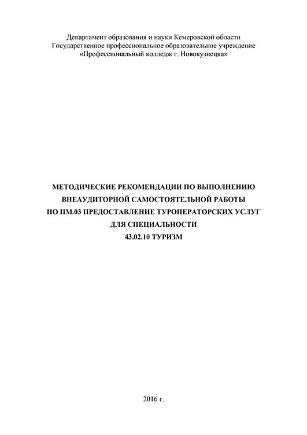 Департамент образования и науки Кемеровской области
Государственное профессиональное образовательное учреждение
«Профессиональный колледж г. Новокузнецка»
МЕТОДИЧЕСКИЕ РЕКОМЕНДАЦИИ ПО ВЫПОЛНЕНИЮ
ВНЕАУДИТОРНОЙ САМОСТОЯТЕЛЬНОЙ РАБОТЫ
ПО ПМ.03 ПРЕДОСТАВЛЕНИЕ ТУРОПЕРАТОРСКИХ УСЛУГ
ДЛЯ СПЕЦИАЛЬНОСТИ
43.02.10 ТУРИЗМ
2016 г.